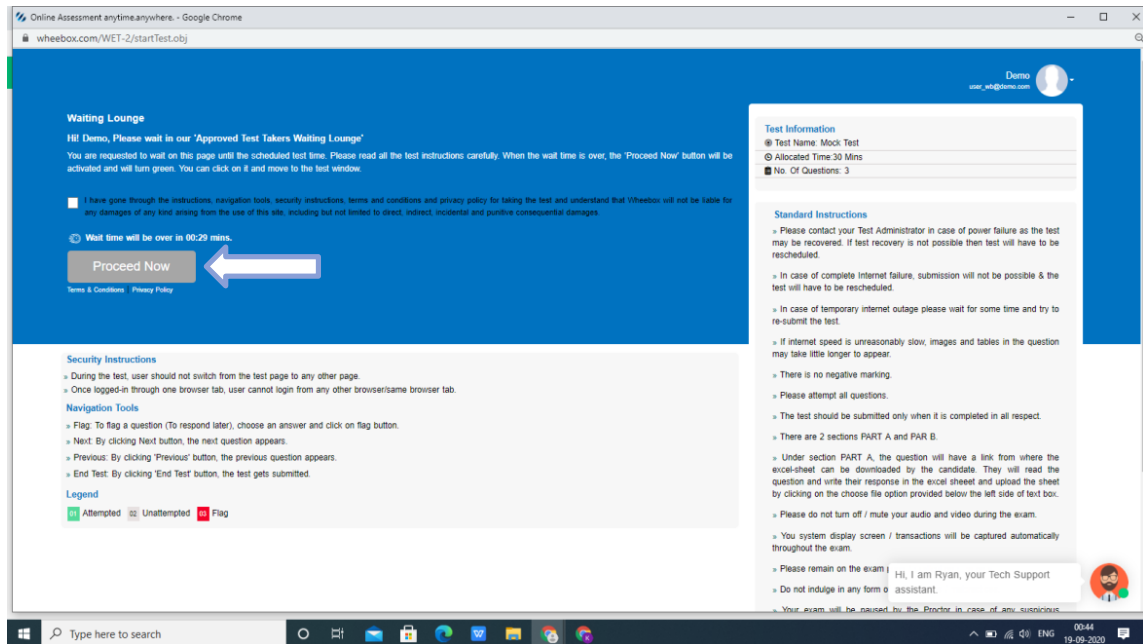 Online Assessment anytime.anywhere. - Google Chrome
wheebox.com/WET-2/startTest.obj
Demo
user_wb@demo.com
Waiting Lounge
Hi! Demo, Please wait in our 'Approved Test Takers Waiting Lounge'
You are requested to wait on this page until the scheduled test time. Please read all the test instructions carefully. When the wait time is over, the 'Proceed Now' button will be
activated and will turn green. You can click on it and move to the test window.
I have gone through the instructions, navigation tools, security instructions, terms and conditions and privacy policy for taking the test and understand that Wheebox will not be liable for
any damages of any kind arising from the use of this site, including but not limited to direct, indirect, incidental and punitive consequential damages.
Wait time will be over in 00:29 mins.
Proceed Now
Terms & Conditions | Privacy Policy
Security Instructions
» During the test, user should not switch from the test page to any other page.
» Once logged-in through one browser tab, user cannot login from any other browser/same browser tab.
Navigation Tools
» Flag: To flag a question (To respond later), choose an answer and click on flag button.
» Next: By clicking Next button, the next question appears.
» Previous: By clicking 'Previous' button, the previous question appears.
» End Test: By clicking 'End Test' button, the test gets submitted.
Legend
01 Attempted 02 Unattempted 03 Flag
Test Information
Test Name: Mock Test
Allocated Time:30 Mins
No. Of Questions: 3
Standard Instructions
» Please contact your Test Administrator in case of power failure as the test
may be recovered. If test recovery is not possible then test will have to be
rescheduled.
» In case of complete Internet failure, submission will not be possible & the
test will have to be rescheduled.
» In case of temporary internet outage please wait for some time and try to
re-submit the test.
» If internet speed is unreasonably slow, images and tables in the question
may take little longer to appear.
» There is no negative marking.
» Please attempt all questions.
» The test should be submitted only when it is completed in all respect.
» There are 2 sections PART A and PAR B.
» Under section PART A, the question will have a link from where the
excel-sheet can be downloaded by the candidate. They will read the
question and write their response in the excel sheeet and upload the sheet
by clicking on the choose file option provided below the left side of text box.
» Please do not turn off / mute your audio and video during the exam.
» You system display screen / transactions will be captured automatically
throughout the exam.
» Please remain on the exam
» Do not indulge in any form o
» Your exam will be paused by the Proctor in case of any suspicious
Hi, I am Ryan, your Tech Support
assistant.
Type here to search
ENG
00:44
19-09-2020